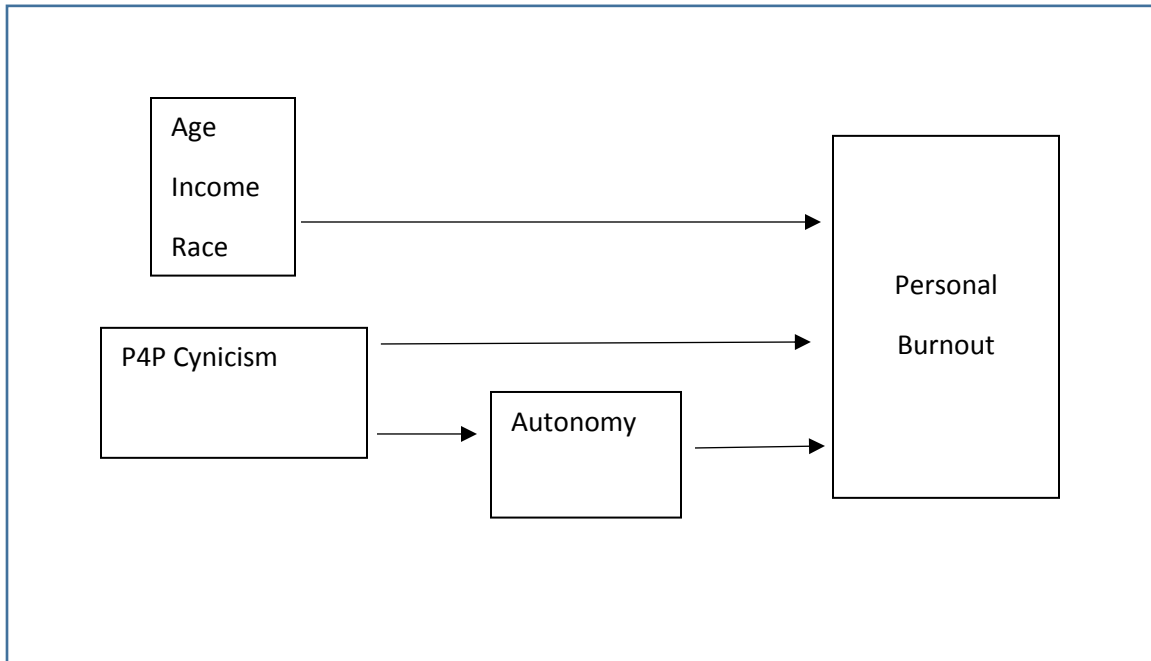 Age
Income
Race
P4P Cynicism
Autonomy
Personal
Burnout